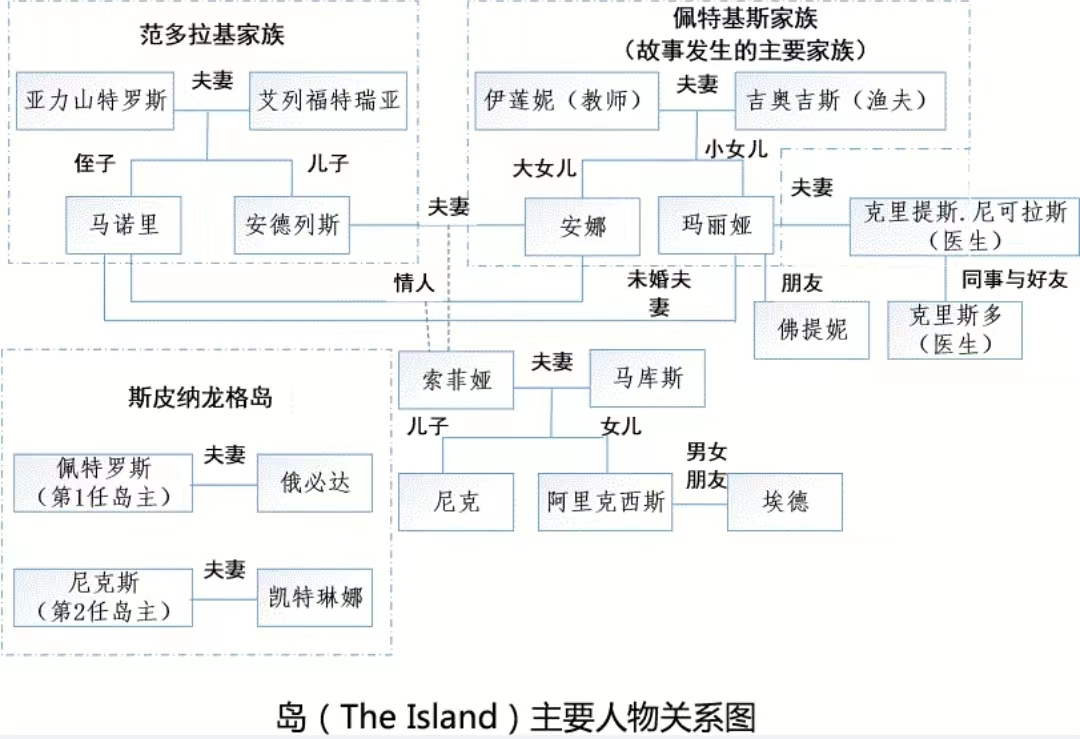 范多拉基家族
佩特基斯家族
（故事发生的主要家族）
亚力山特罗斯
夫妻
艾列福特瑞亚
伊莲妮（教师）
夫妻
吉奥吉斯（渔夫）
侄子
儿子
大女儿
小女儿
马诺里
安德列斯
夫妻
安娜
玛丽娅
夫妻
克里提斯.尼可拉斯
（医生）
情人
未婚夫
妻
朋友
同事与好友
佛提妮
克里斯多
（医生）
斯皮纳龙格岛
索菲娅
夫妻
马库斯
儿子
女儿
佩特罗斯
（第1任岛主）
夫妻
俄必达
尼克
阿里克西斯
男女
朋友
埃德
尼克斯
（第2任岛主）
夫妻
凯特琳娜
岛（The Island）主要人物关系图